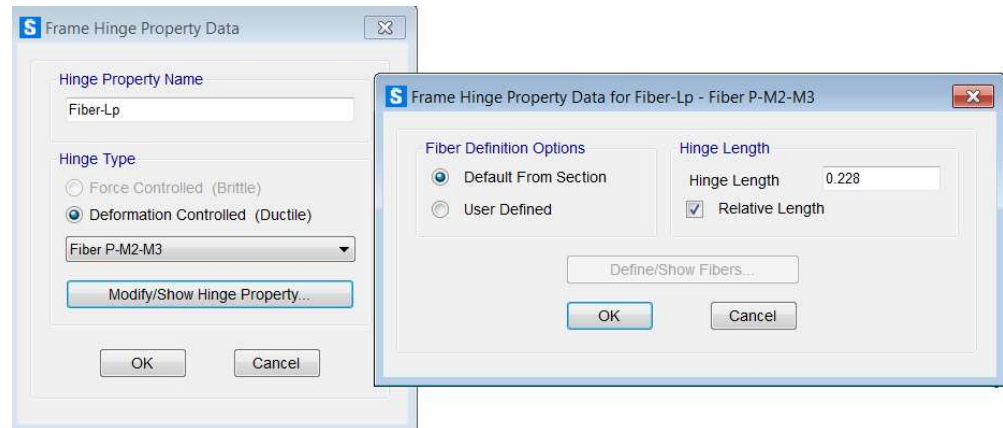 S Frame Hinge Property Data
Hinge Property Name
Fiber-Lp
Hinge Type
Force Controlled (Brittle)
Deformation Controlled (Ductile)
Fiber P-M2-M3
Modify/Show Hinge Property...
OK Cancel
S Frame Hinge Property Data for Fiber-Lp - Fiber P-M2-M3
Fiber Definition Options
Default From Section
User Defined
Hinge Length
Hinge Length 0.228
Relative Length
Define/Show Fibers...
OK Cancel